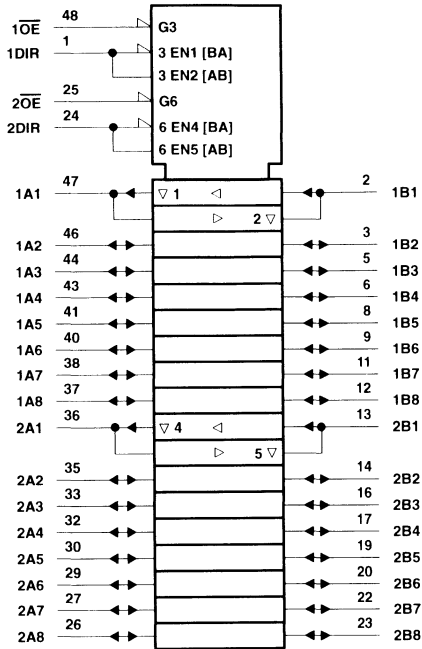 48
1OE G3
1
1DIR 3 EN1 [BA]
3 EN2 [AB]
25
2OE G6
24
2DIR 6 EN4 [BA]
6 EN5 [AB]
47 2
1A1 ▽ 1 ◁ 1B1
▷ 2 ▽
46 3
1A2 1B2
44 5
1A3 1B3
43 6
1A4 1B4
41 8
1A5 1B5
40 9
1A6 1B6
38 11
1A7 1B7
37 12
1A8 1B8
36 13
2A1 ▽ 4 ◁ 2B1
▷ 5 ▽
35 14
2A2 2B2
33 16
2A3 2B3
32 17
2A4 2B4
30 19
2A5 2B5
29 20
2A6 2B6
27 22
2A7 2B7
26 23
2A8 2B8